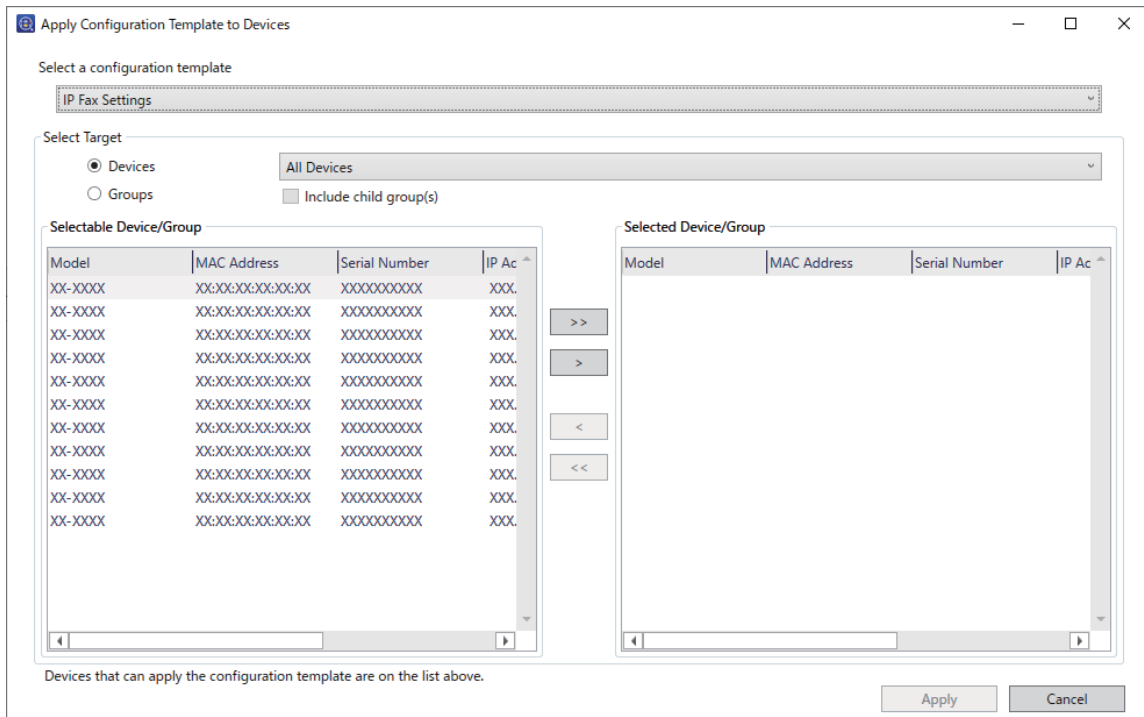 Apply Configuration Template to Devices
Select a configuration template
IP Fax Settings
Select Target
Devices
All Devices
Groups
Include child group(s)
Selectable Device/Group
Selected Device/Group
Model MAC Address Serial Number IP Ac
Model MAC Address Serial Number IP Ac
XX-XXXX XX:XX:XX:XX:XX:XX XXXXXXXXXX XXX.
XX-XXXX XX:XX:XX:XX:XX:XX XXXXXXXXXX XXX.
XX-XXXX XX:XX:XX:XX:XX:XX XXXXXXXXXX XXX.
XX-XXXX XX:XX:XX:XX:XX:XX XXXXXXXXXX XXX.
XX-XXXX XX:XX:XX:XX:XX:XX XXXXXXXXXX XXX.
XX-XXXX XX:XX:XX:XX:XX:XX XXXXXXXXXX XXX.
XX-XXXX XX:XX:XX:XX:XX:XX XXXXXXXXXX XXX.
XX-XXXX XX:XX:XX:XX:XX:XX XXXXXXXXXX XXX.
XX-XXXX XX:XX:XX:XX:XX:XX XXXXXXXXXX XXX.
XX-XXXX XX:XX:XX:XX:XX:XX XXXXXXXXXX XXX.
XX-XXXX XX:XX:XX:XX:XX:XX XXXXXXXXXX XXX.
>>
>
<
<<
Devices that can apply the configuration template are on the list above.
Apply
Cancel